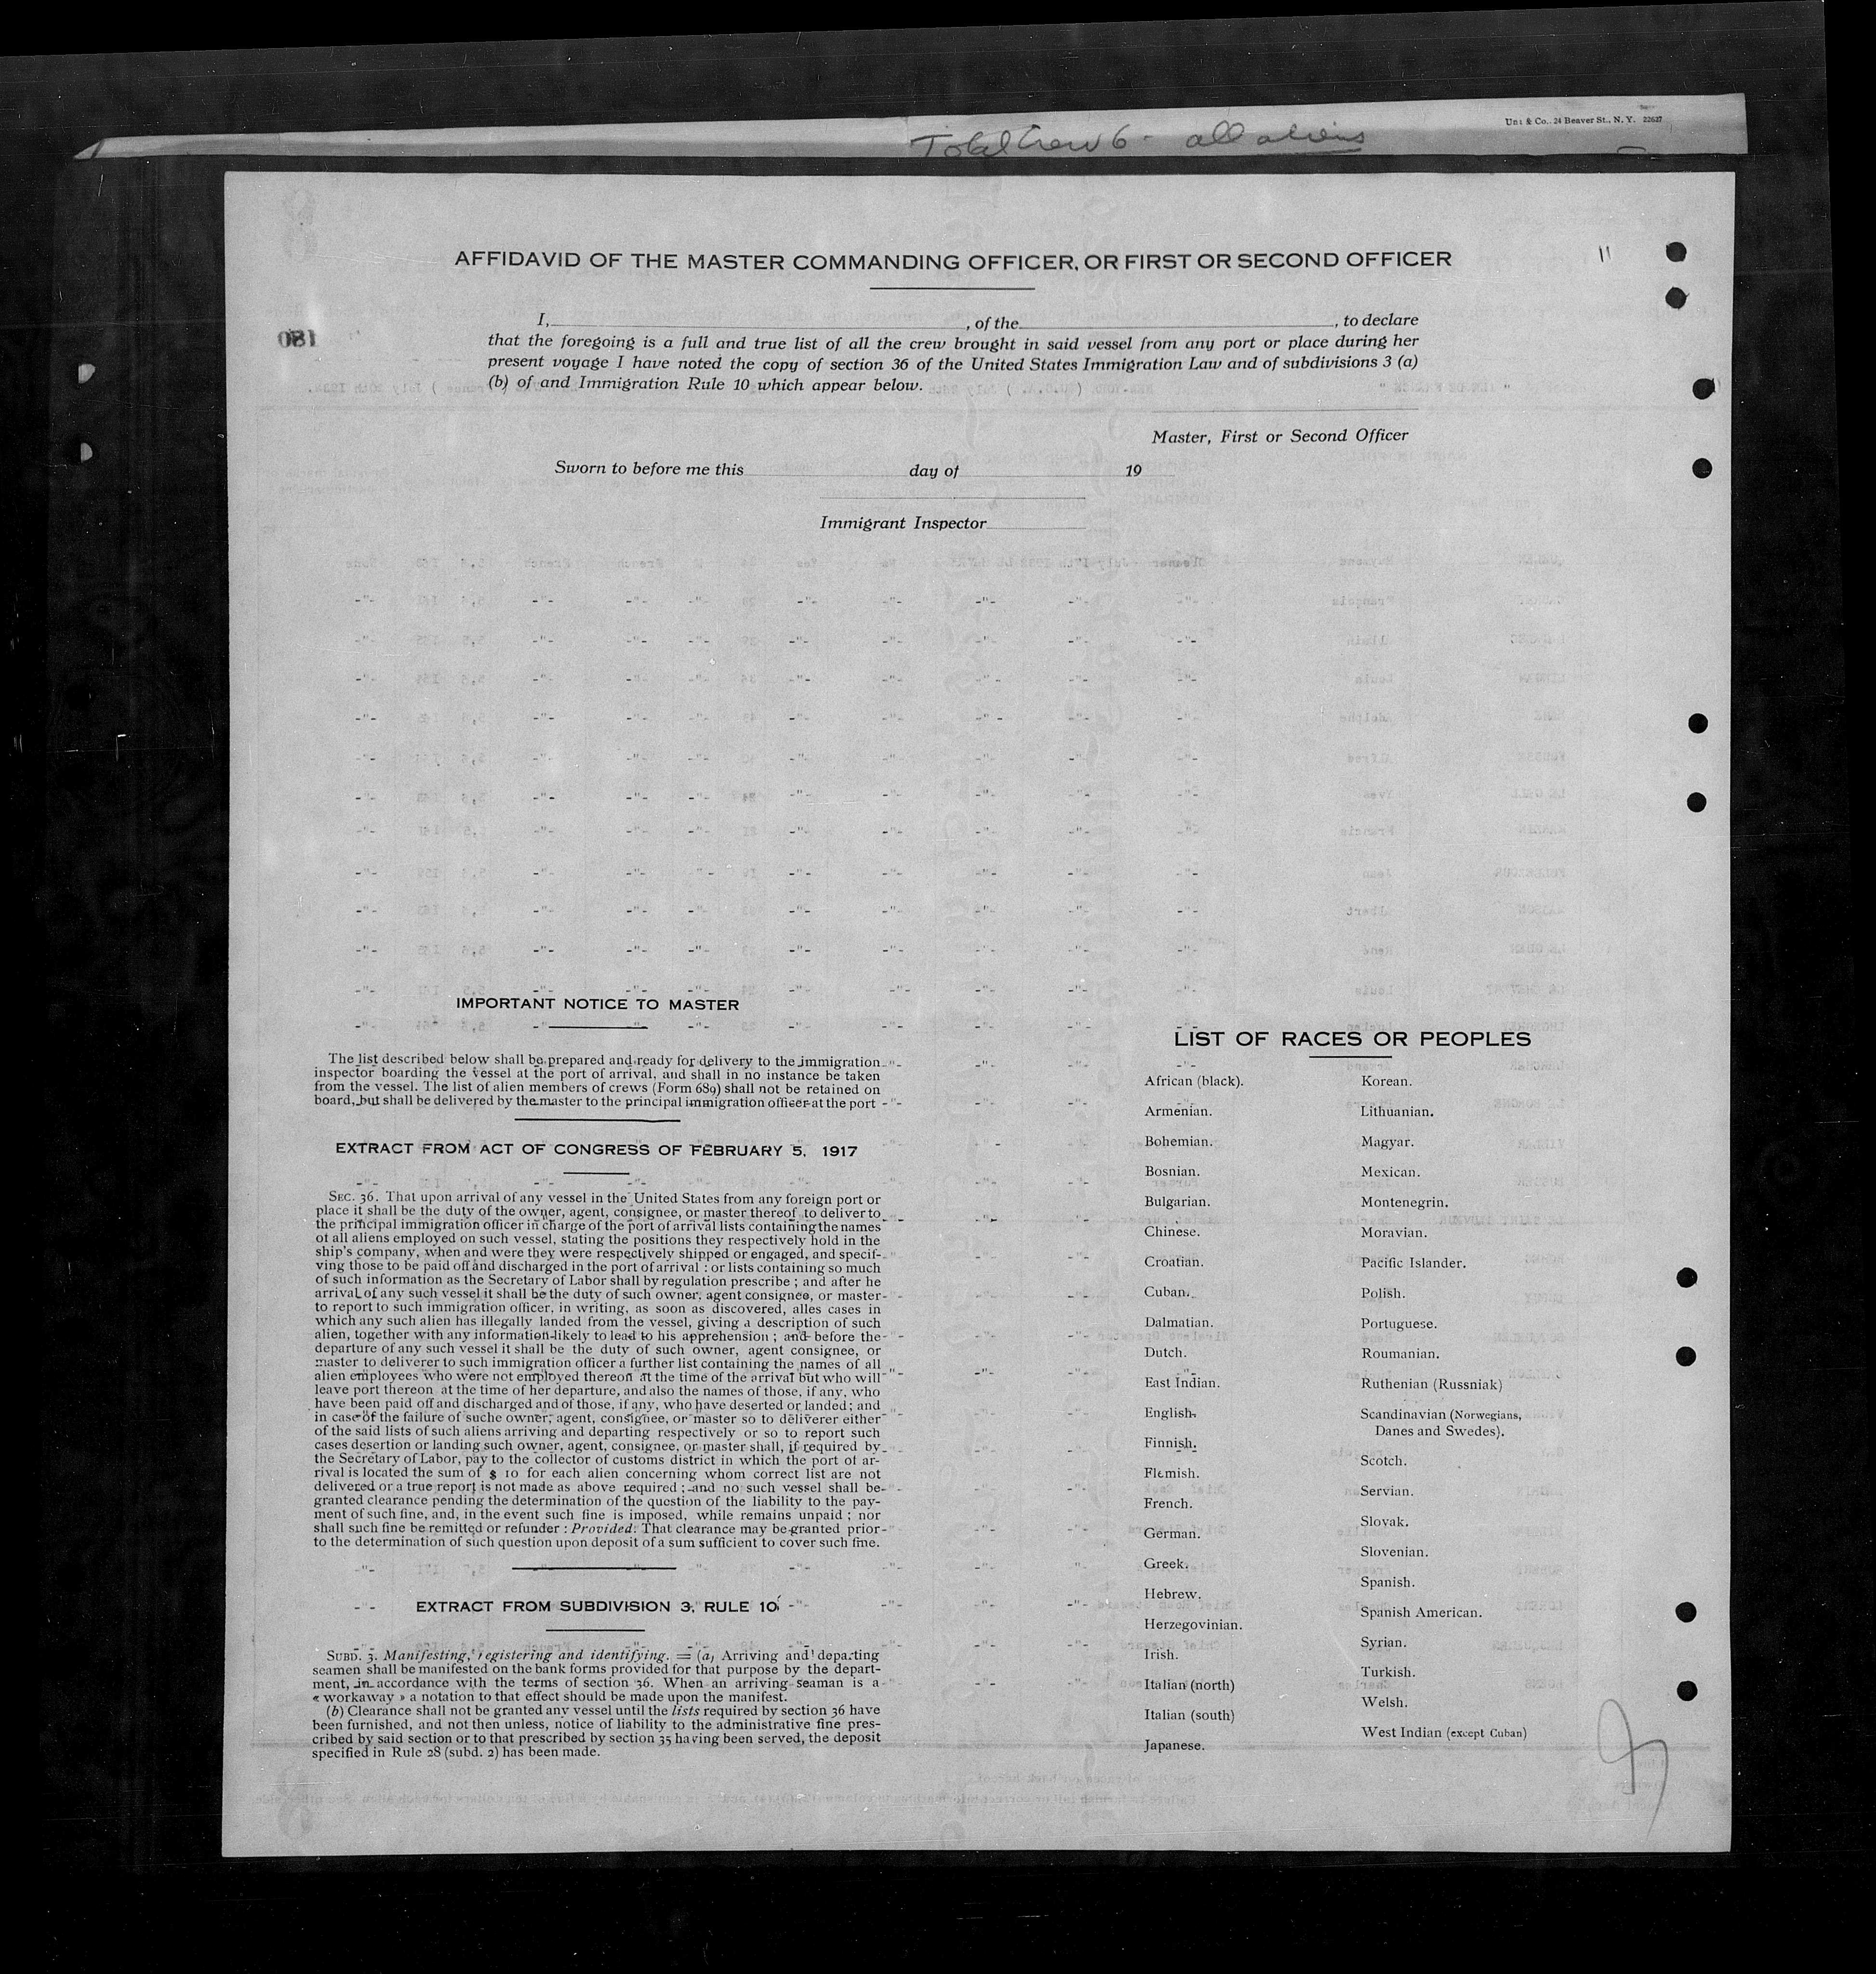 Total Crew 6 - all aliens
& Co., 24 Beaver St., N. Y. 22627
11
AFFIDAVID OF THE MASTER COMMANDING OFFICER, OR FIRST OR SECOND OFFICER
I, , of the , to declare
that the foregoing is a full and true list of all the crew brought in said vessel from any port or place during her
present voyage I have noted the copy of section 36 of the United States Immigration Law and of subdivisions 3 (a)
(b) of and Immigration Rule 10 which appear below.
Master, First or Second Officer
Sworn to before me this day of 19
Immigrant Inspector
IMPORTANT NOTICE TO MASTER
The list described below shall be prepared and ready for delivery to the immigration
inspector boarding the vessel at the port of arrival, and shall in no instance be taken
from the vessel. The list of alien members of crews (Form 689) shall not be retained on
board, but shall be delivered by the master to the principal immigration officer at the port
EXTRACT FROM ACT OF CONGRESS OF FEBRUARY 5, 1917
SEC. 36. That upon arrival of any vessel in the United States from any foreign port or
place it shall be the duty of the owner, agent, consignee, or master thereof to deliver to
the principal immigration officer in charge of the port of arrival lists containing the names
of all aliens employed on such vessel, stating the positions they respectively hold in the
ship's company, when and were they were respectively shipped or engaged, and specif-
ving those to be paid off and discharged in the port of arrival : or lists containing so much
of such information as the Secretary of Labor shall by regulation prescribe ; and after he
arrival of any such vessel it shall be the duty of such owner, agent consignee, or master
to report to such immigration officer, in writing, as soon as discovered, alles cases in
which any such alien has illegally landed from the vessel, giving a description of such
alien, together with any information likely to lead to his apprehension ; and before the
departure of any such vessel it shall be the duty of such owner, agent consignee, or
master to deliverer to such immigration officer a further list containing the names of all
alien employees who were not employed thereon at the time of the arrival but who will
leave port thereon at the time of her departure, and also the names of those, if any, who
have been paid off and discharged and of those, if any, who have deserted or landed ; and
in case of the failure of suche owner, agent, consignee, or master so to deliverer either
of the said lists of such aliens arriving and departing respectively or so to report such
cases desertion or landing such owner, agent, consignee, or master shall, if required by
the Secretary of Labor, pay to the collector of customs district in which the port of ar-
rival is located the sum of $ 10 for each alien concerning whom correct list are not
delivered or a true report is not made as above required ; and no such vessel shall be
granted clearance pending the determination of the question of the liability to the pay-
ment of such fine, and, in the event such fine is imposed, while remains unpaid ; nor
shall such fine be remitted or refunder : Provided. That clearance may be granted prior
to the determination of such question upon deposit of a sum sufficient to cover such fine.
EXTRACT FROM SUBDIVISION 3, RULE 10
SUBD. 3. Manifesting, registering and identifying. = (a) Arriving and departing
seamen shall be manifested on the bank forms provided for that purpose by the depart-
ment, in accordance with the terms of section 36. When an arriving seaman is a
« workaway » a notation to that effect should be made upon the manifest.
(b) Clearance shall not be granted any vessel until the lists required by section 36 have
been furnished, and not then unless, notice of liability to the administrative fine pres-
cribed by said section or to that prescribed by section 35 having been served, the deposit
specified in Rule 28 (subd. 2) has been made.
LIST OF RACES OR PEOPLES
African (black).
Armenian.
Bohemian.
Bosnian.
Bulgarian.
Chinese.
Croatian.
Cuban.
Dalmatian.
Dutch.
East Indian.
English.
Finnish.
Flemish.
French.
German.
Greek.
Hebrew.
Herzegovinian.
Irish.
Italian (north)
Italian (south)
Japanese.
Korean.
Lithuanian.
Magyar.
Mexican.
Montenegrin.
Moravian.
Pacific Islander.
Polish.
Portuguese.
Roumanian.
Ruthenian (Russniak)
Scandinavian (Norwegians,
Danes and Swedes).
Scotch.
Servian.
Slovak.
Slovenian.
Spanish.
Spanish American.
Syrian.
Turkish.
Welsh.
West Indian (except Cuban)